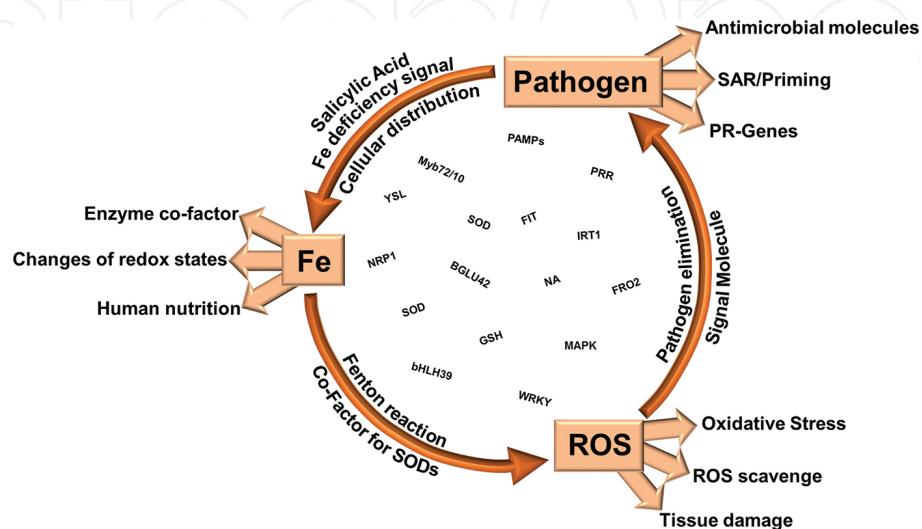 Antimicrobial molecules
Pathogen
SAR/Priming
PR-Genes
Salicylic Acid
Fe deficiency signal
Cellular distribution
PAMPs
Myb72/10
PRR
YSL
SOD
FIT
IRT1
Enzyme co-factor
Changes of redox states
Human nutrition
Fe
NRP1
BGLU42
NA
FRO2
SOD
GSH
MAPK
bHLH39
WRKY
Pathogen elimination
Signal Molecule
Fenton reaction
Co-Factor for SODs
ROS
Oxidative Stress
ROS scavenge
Tissue damage